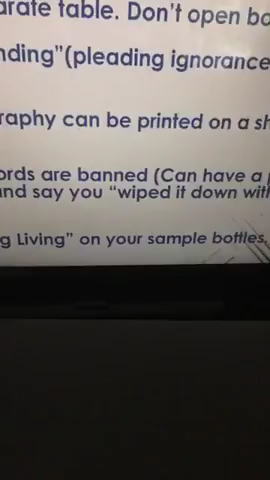 arate table. Don't open bo
nding"(pleading ignorance
raphy can be printed on a sh
ords are banned (Can have a
and say you "wiped it down with
g Living" on your sample bottles,